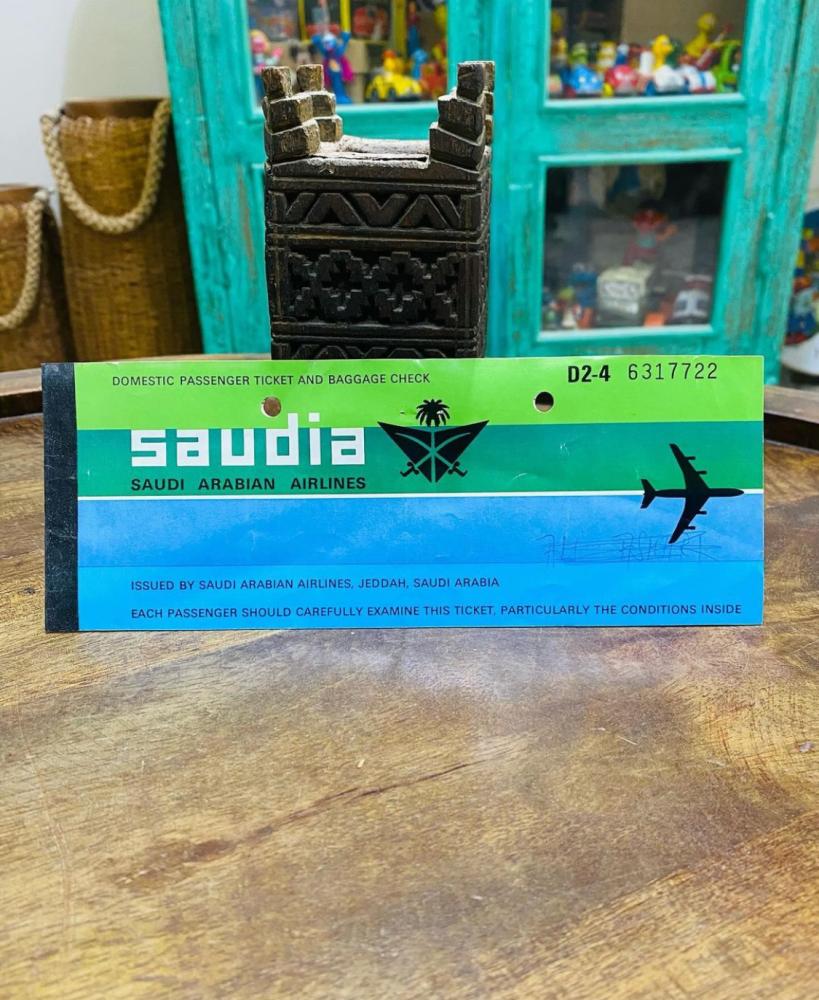 DOMESTIC PASSENGER TICKET AND BAGGAGE CHECK
D2-4 6317722
saudia
SAUDI ARABIAN AIRLINES
ISSUED BY SAUDI ARABIAN AIRLINES, JEDDAH, SAUDI ARABIA
EACH PASSENGER SHOULD CAREFULLY EXAMINE THIS TICKET, PARTICULARLY THE CONDITIONS INSIDE